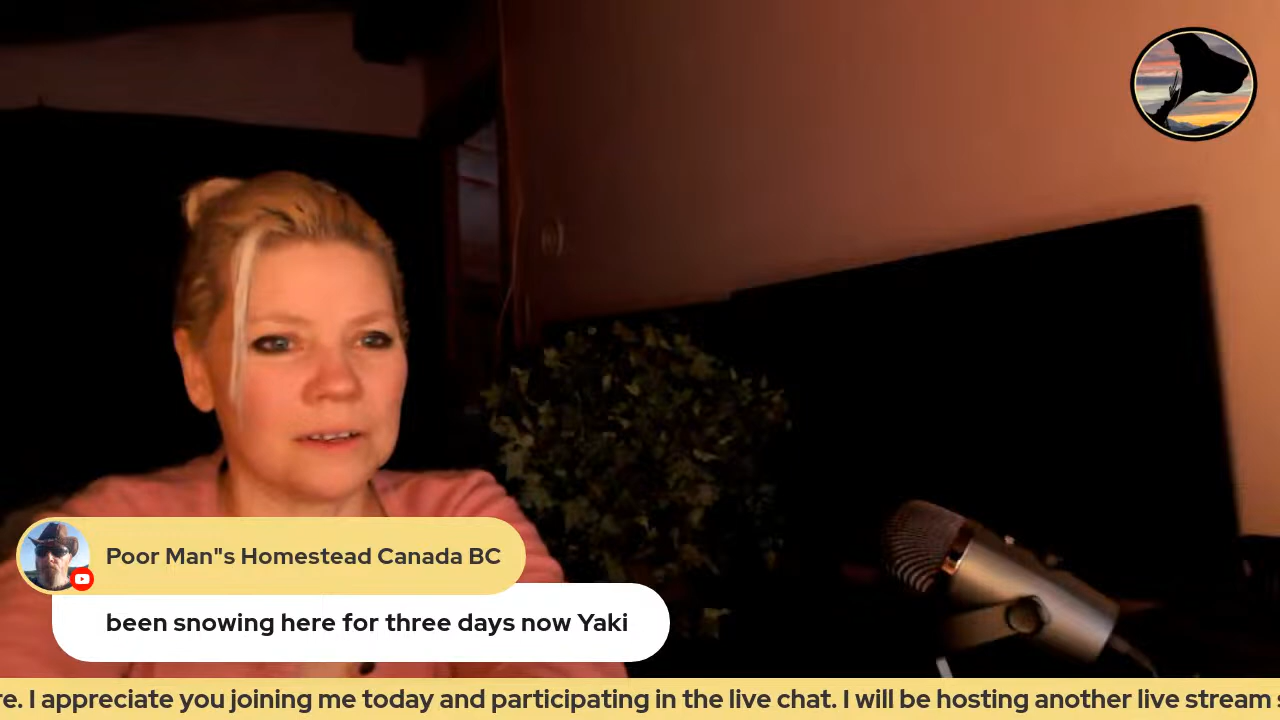 Poor Man"s Homestead Canada BC
been snowing here for three days now Yaki
re. I appreciate you joining me today and participating in the live chat. I will be hosting another live stream s